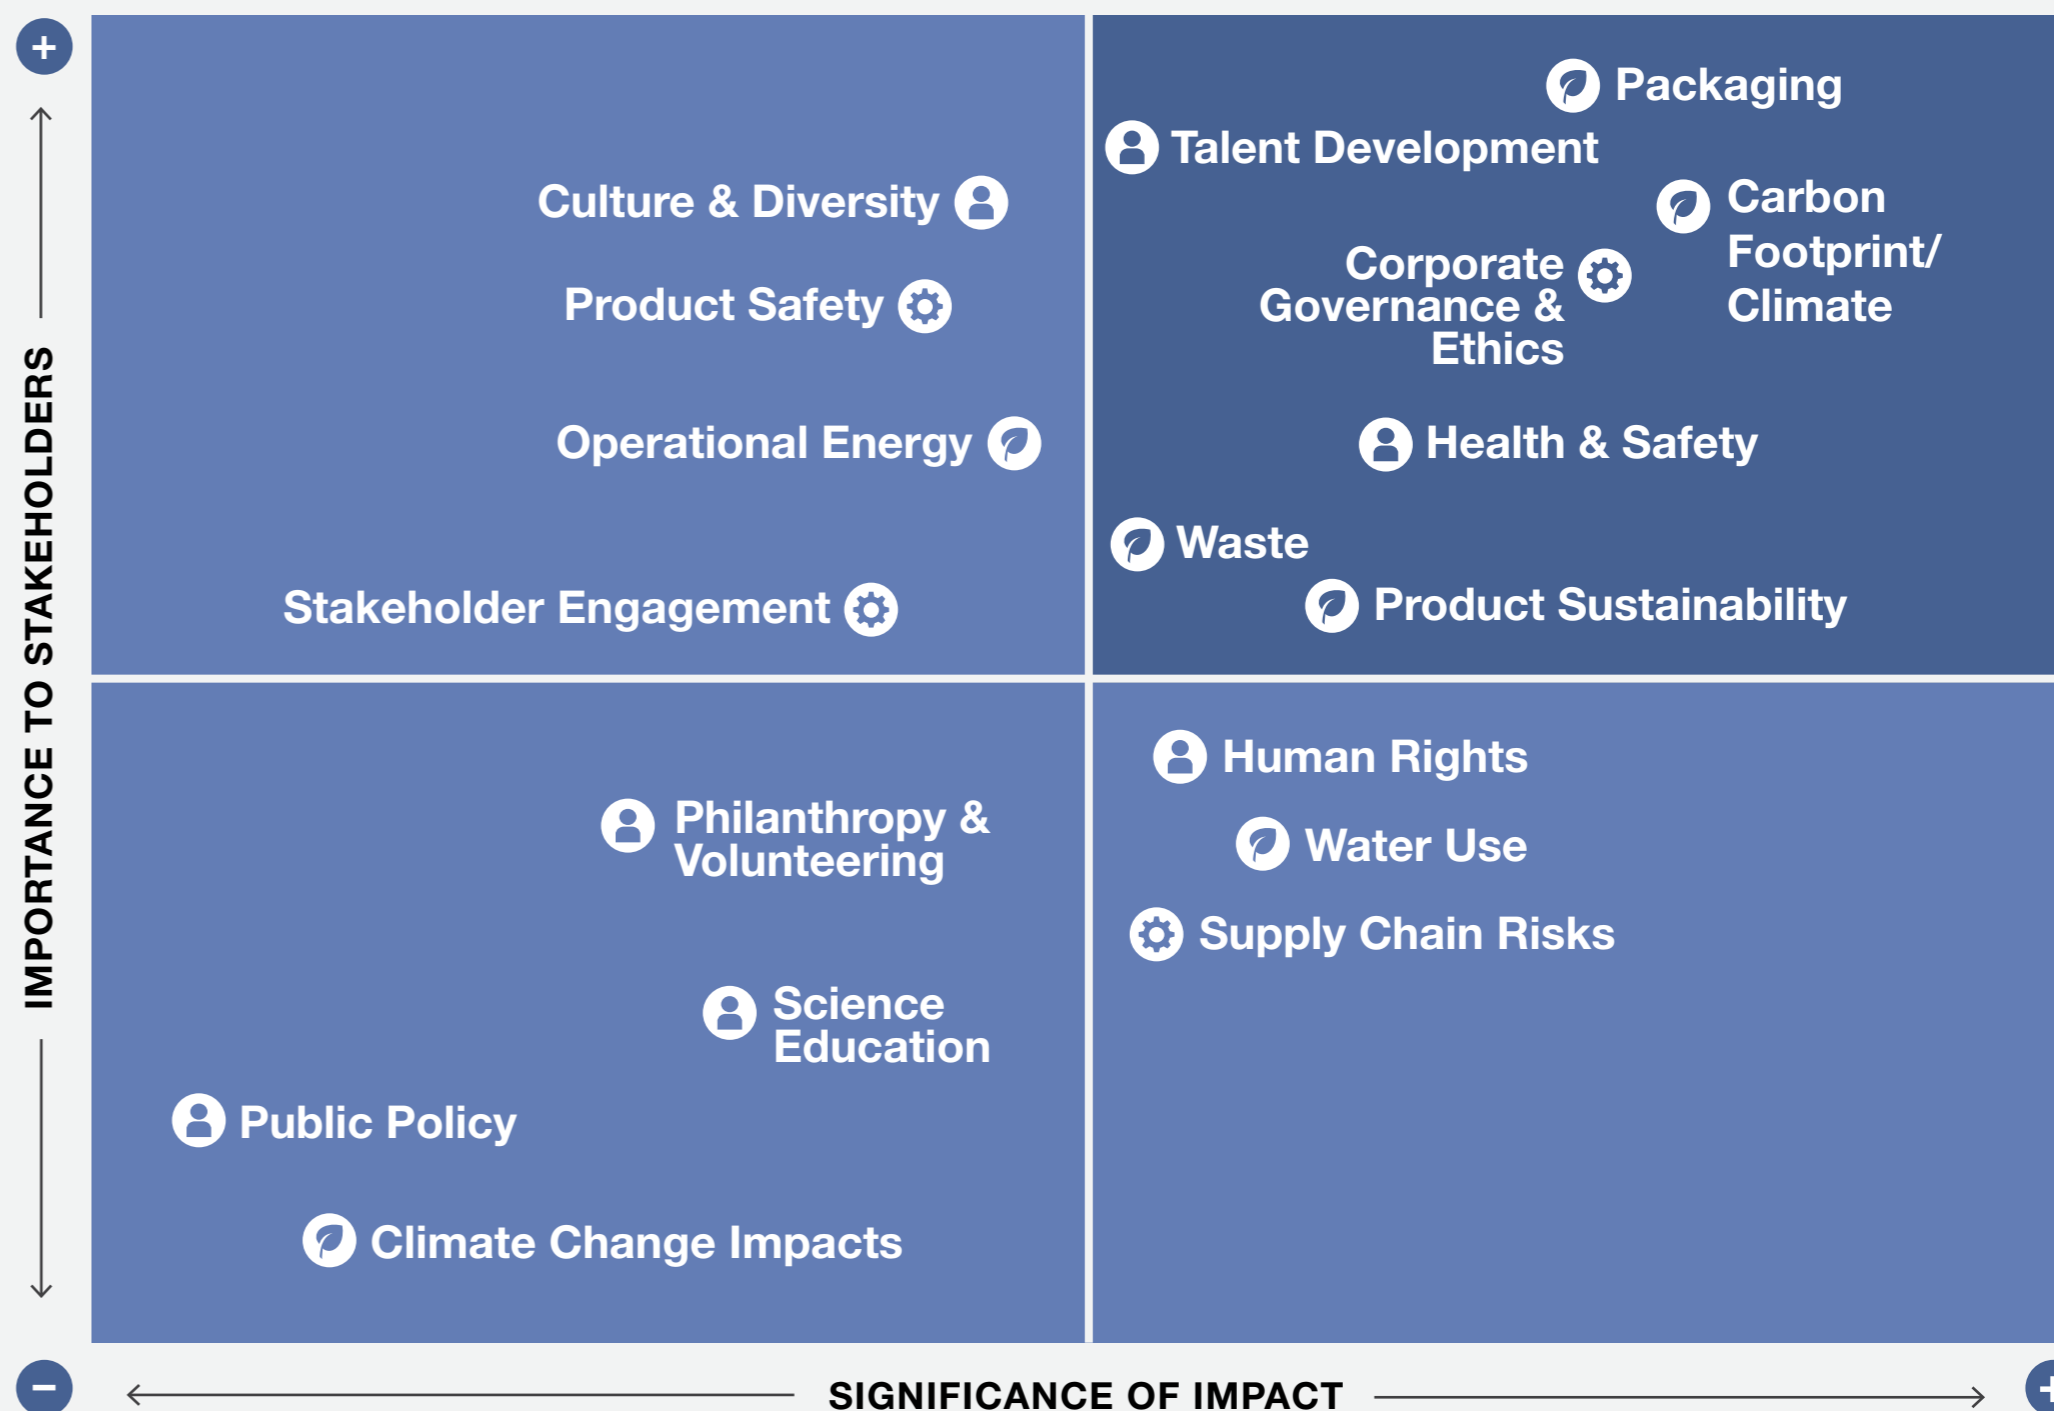 +
Packaging
Talent Development
Culture & Diversity
Carbon
Footprint/
Climate
Corporate
Governance &
Ethics
Product Safety
Operational Energy
Health & Safety
Waste
Stakeholder Engagement
Product Sustainability
IMPORTANCE TO STAKEHOLDERS
Human Rights
Philanthropy &
Volunteering
Water Use
Supply Chain Risks
Science
Education
Public Policy
Climate Change Impacts
−
SIGNIFICANCE OF IMPACT
+